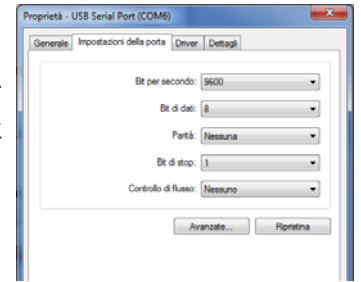 Proprietà - USB Serial Port (COM6)
Generale Impostazioni della porta Driver Dettagli
Bit per secondo: 9600
Bit di dati: 8
Parità: Nessuna
Bit di stop: 1
Controllo di flusso: Nessuno
Avanzate... Ripristina